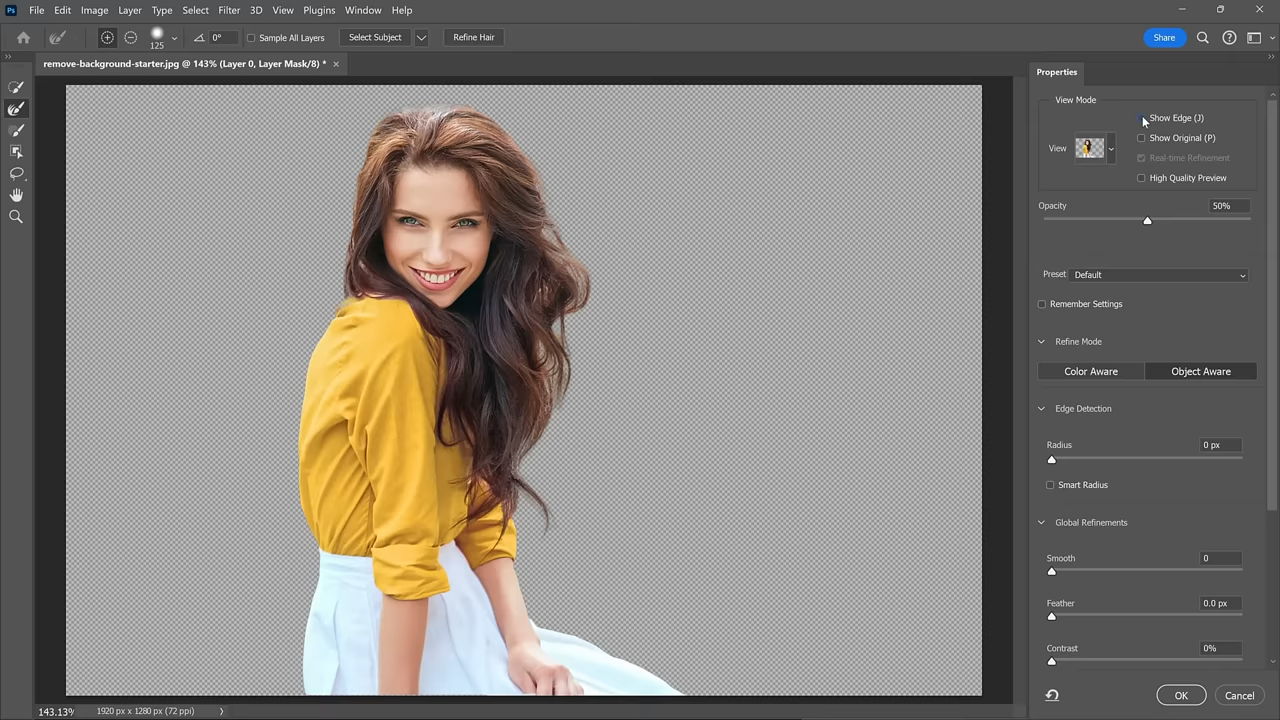 Ps File Edit Image Layer Type Select Filter 3D View Plugins Window Help
125 0° Sample All Layers Select Subject Refine Hair Share
remove-background-starter.jpg @ 143% (Layer 0, Layer Mask/8) * ×
Properties
View Mode
Show Edge (J)
Show Original (P)
View
Real-time Refinement
High Quality Preview
Opacity 50%
Preset Default
Remember Settings
Refine Mode
Color Aware Object Aware
Edge Detection
Radius 0 px
Smart Radius
Global Refinements
Smooth 0
Feather 0.0 px
Contrast 0%
OK Cancel
143.13% 1920 px x 1280 px (72 ppi)